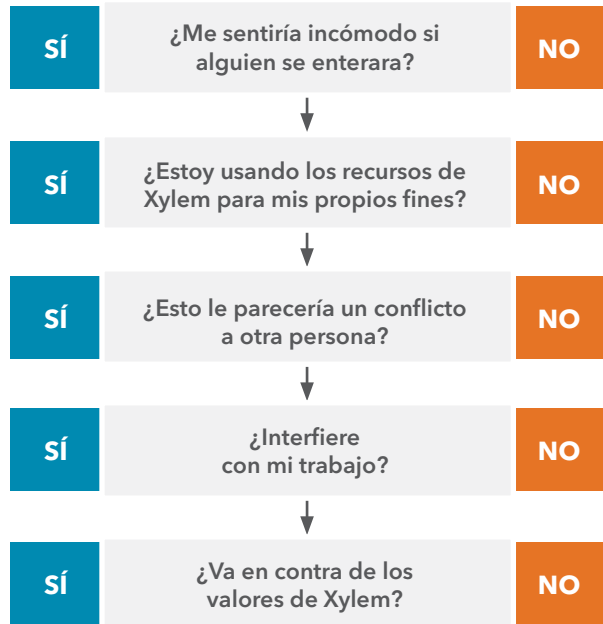 SÍ
¿Me sentiría incómodo si
alguien se enterara?
NO
SÍ
¿Estoy usando los recursos de
Xylem para mis propios fines?
NO
SÍ
¿Esto le parecería un conflicto
a otra persona?
NO
SÍ
¿Interfiere
con mi trabajo?
NO
SÍ
¿Va en contra de los
valores de Xylem?
NO